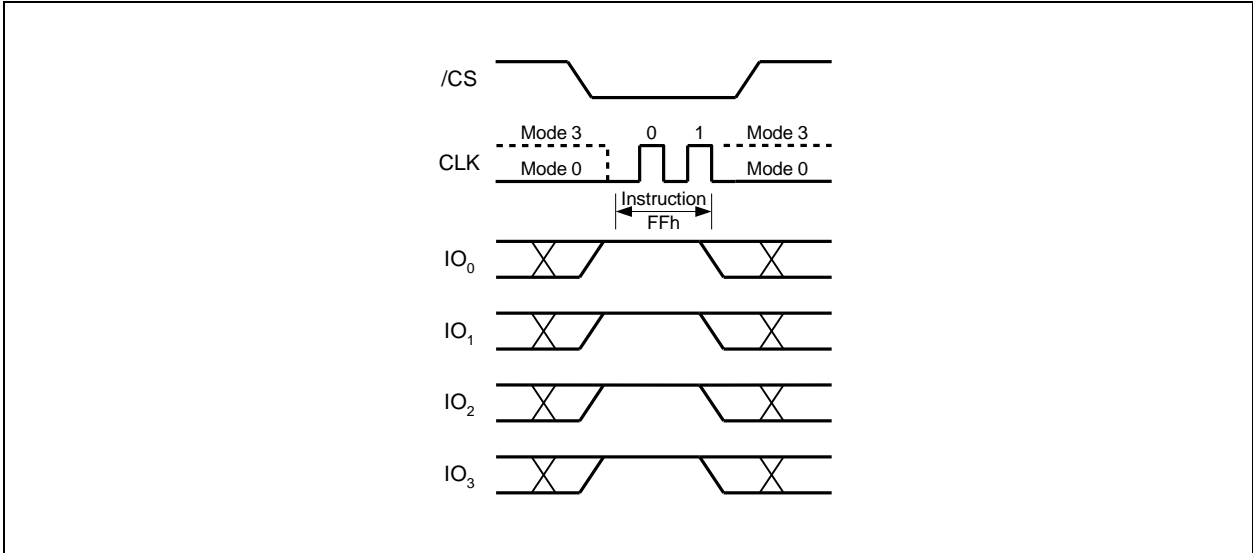 /CS
Mode 3 0 1 Mode 3
CLK
Mode 0 Mode 0
Instruction
FFh
IO0
IO1
IO2
IO3